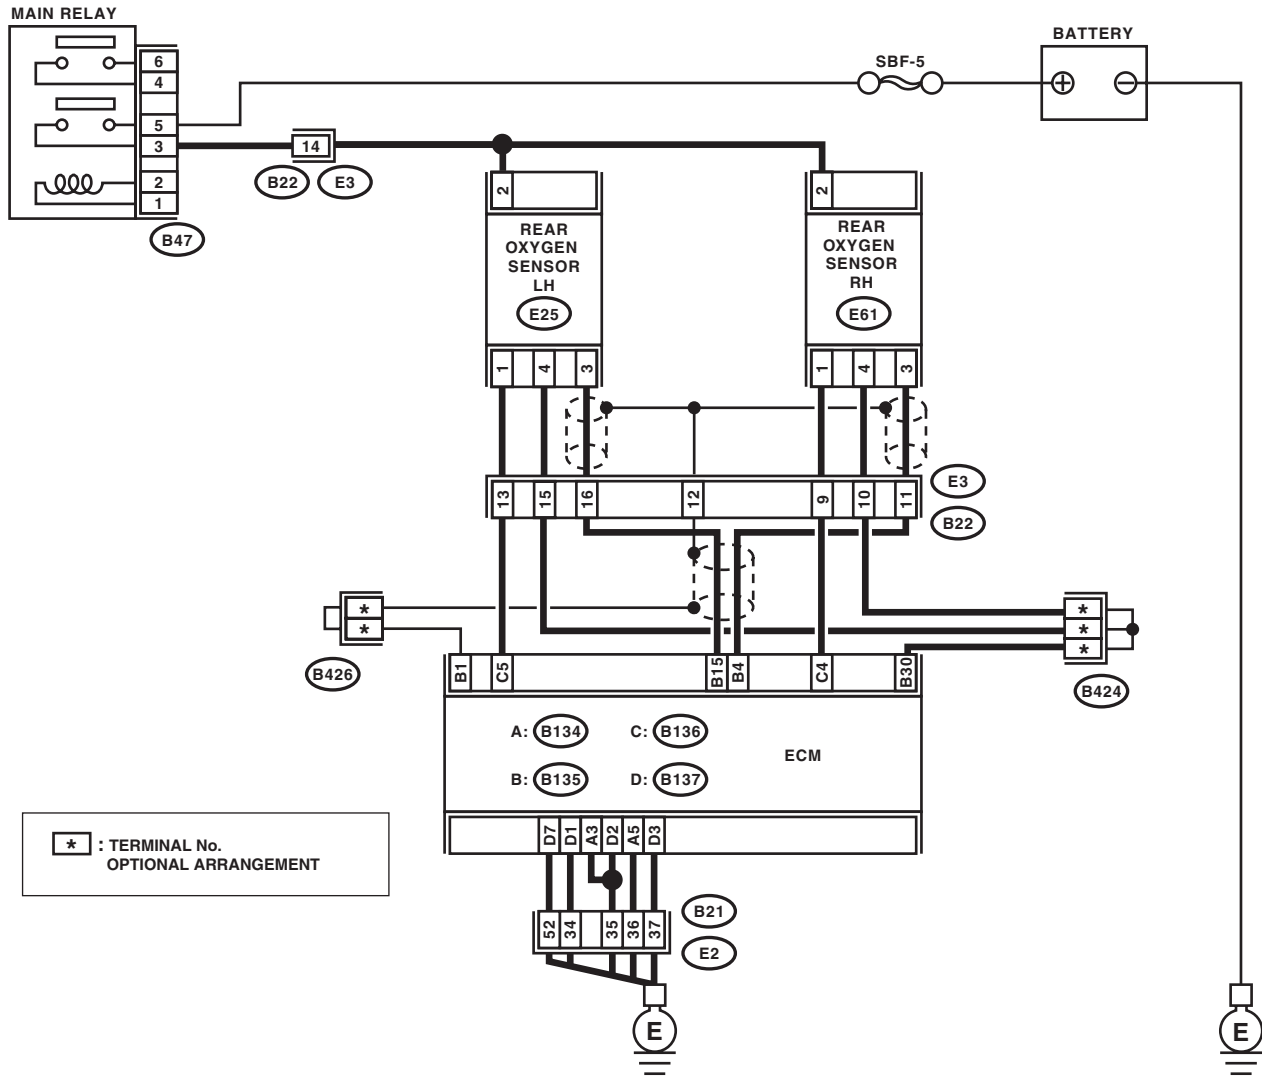 MAIN RELAY
BATTERY
SBF-5
6
4
5
3
2
1
B47
14
B22
E3
2
REAR
OXYGEN
SENSOR
LH
E25
1
4
3
2
REAR
OXYGEN
SENSOR
RH
E61
1
4
3
13
15
16
12
9
10
11
E3
B22
*
*
B426
*
*
*
B424
B1
C5
B15
B4
C4
B30
A: B134
C: B136
B: B135
D: B137
ECM
D7
D1
A3
D2
A5
D3
52
34
35
36
37
B21
E2
E
E
* : TERMINAL No.
OPTIONAL ARRANGEMENT